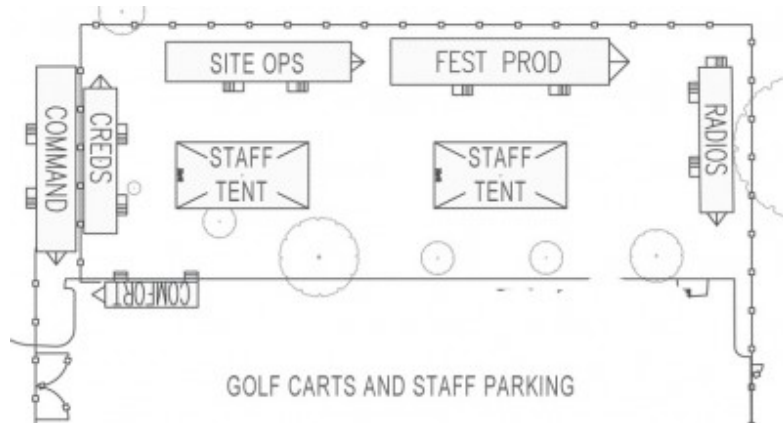 SITE OPS
FEST PROD
COMMAND
CREDS
RADIOS
STAFF
TENT
STAFF
TENT
COMFORT
GOLF CARTS AND STAFF PARKING